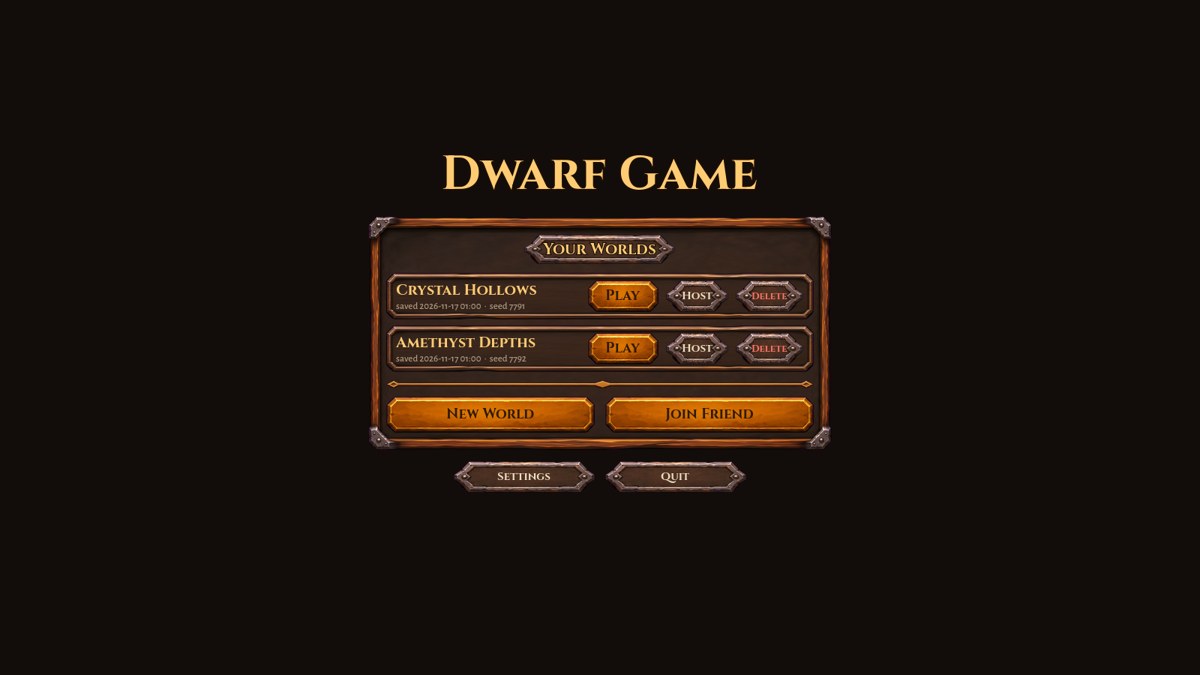 Dwarf Game
Your Worlds
Crystal Hollows
saved 2026-11-17 01:00 · seed 7791
Play
Host
Delete
Amethyst Depths
saved 2026-11-17 01:00 · seed 7792
Play
Host
Delete
New World
Join Friend
Settings
Quit